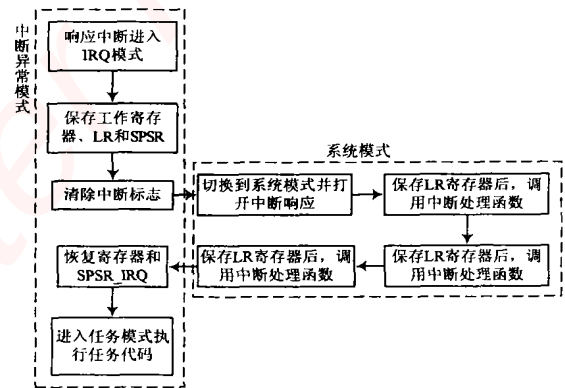 中断异常模式
响应中断进入
IRQ模式
保存工作寄存
器、LR和SPSR
清除中断标志
系统模式
切换到系统模式并打
开中断响应
保存LR寄存器后，调
用中断处理函数
保存LR寄存器后，调
用中断处理函数
保存LR寄存器后，调
用中断处理函数
恢复寄存器和
SPSR_IRQ
进入任务模式执
行任务代码